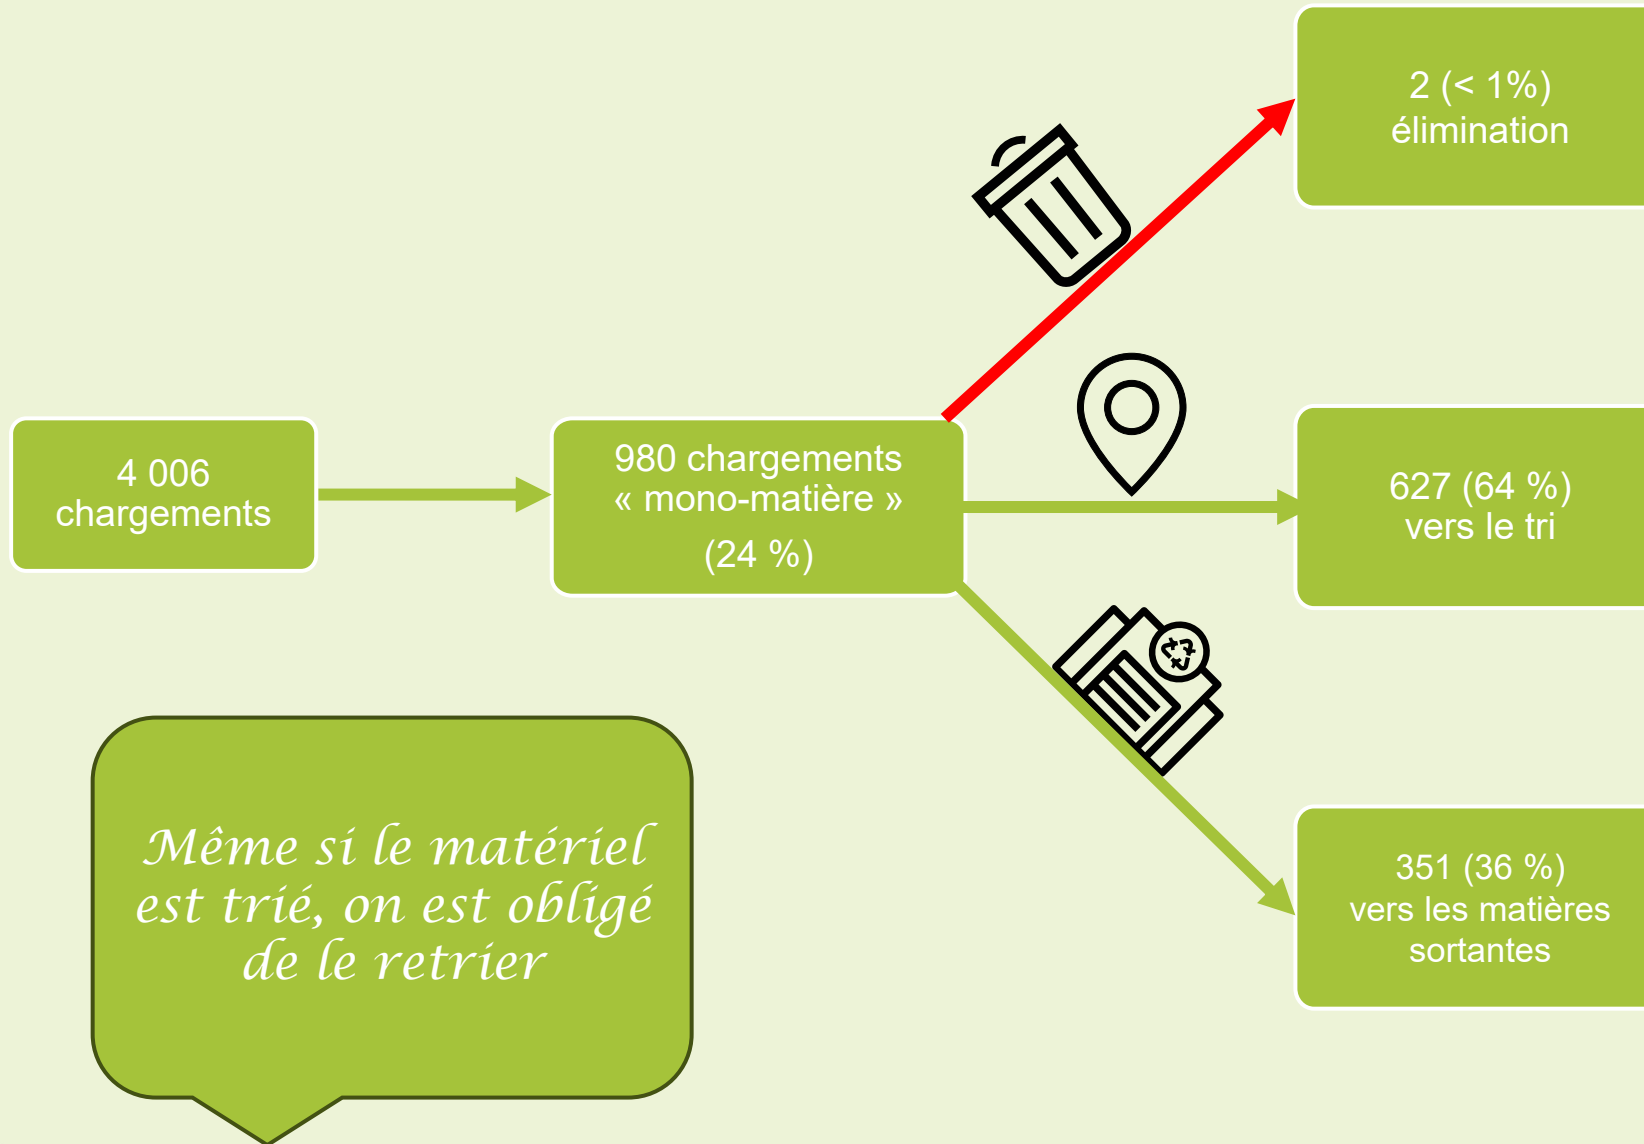 4 006
chargements
980 chargements
« mono-matière »
(24 %)
2 (< 1%)
élimination
627 (64 %)
vers le tri
351 (36 %)
vers les matières
sortantes
Même si le matériel
est trié, on est obligé
de le retrier